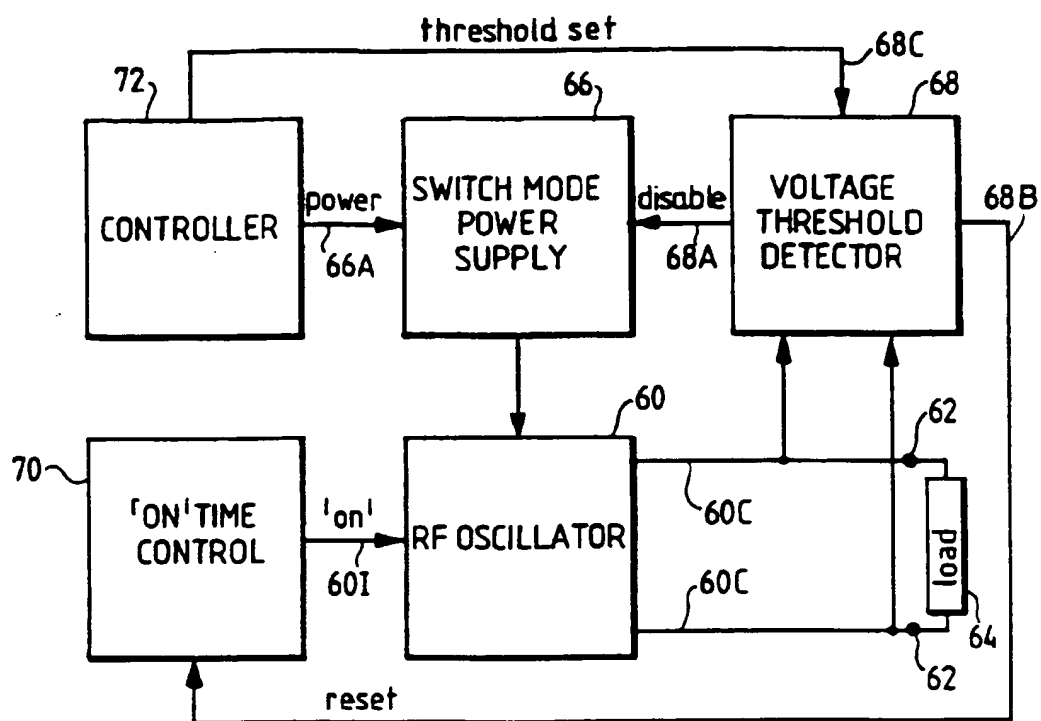 threshold set
68C
72
66
68
CONTROLLER
power
66A
SWITCH MODE
POWER
SUPPLY
disable
68A
VOLTAGE
THRESHOLD
DETECTOR
68B
60
62
70
'ON' TIME
CONTROL
'on'
60I
RF OSCILLATOR
60C
60C
load
64
62
reset